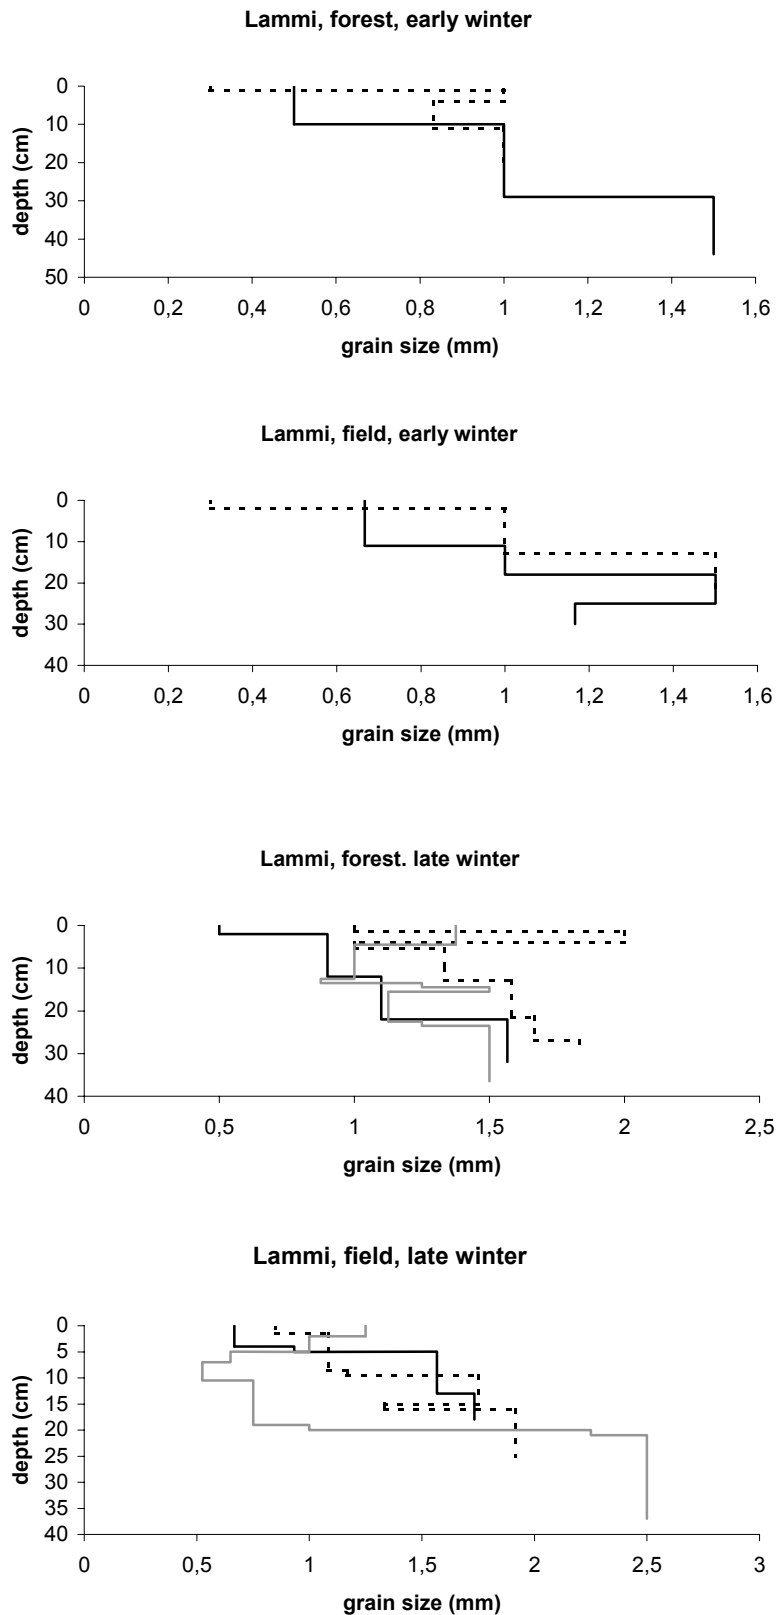 Lammi, forest, early winter
0
10
20
30
40
50
depth (cm)
0 0,2 0,4 0,6 0,8 1 1,2 1,4 1,6
grain size (mm)
Lammi, field, early winter
0
10
20
30
40
depth (cm)
0 0,2 0,4 0,6 0,8 1 1,2 1,4 1,6
grain size (mm)
Lammi, forest. late winter
0
10
20
30
40
depth (cm)
0 0,5 1 1,5 2 2,5
grain size (mm)
Lammi, field, late winter
0
5
10
15
20
25
30
35
40
depth (cm)
0 0,5 1 1,5 2 2,5 3
grain size (mm)